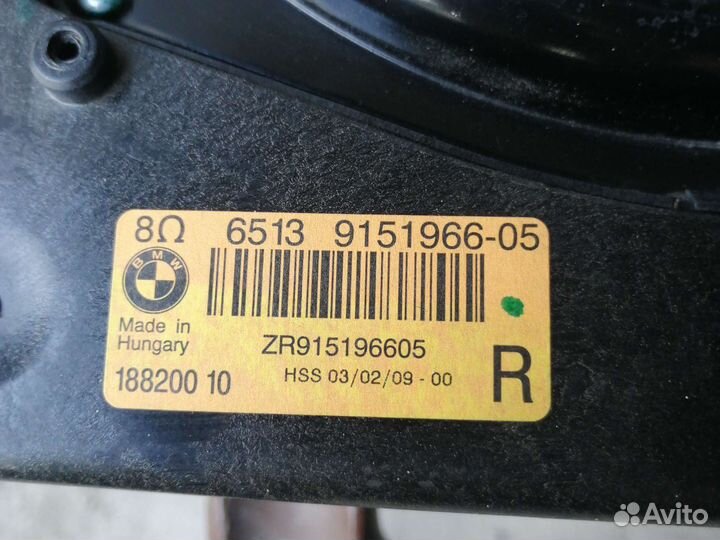 8Ω 6513 9151966-05
BMW
Made in
Hungary
ZR915196605
188200 10
HSS 03/02/09 - 00
R
Avito